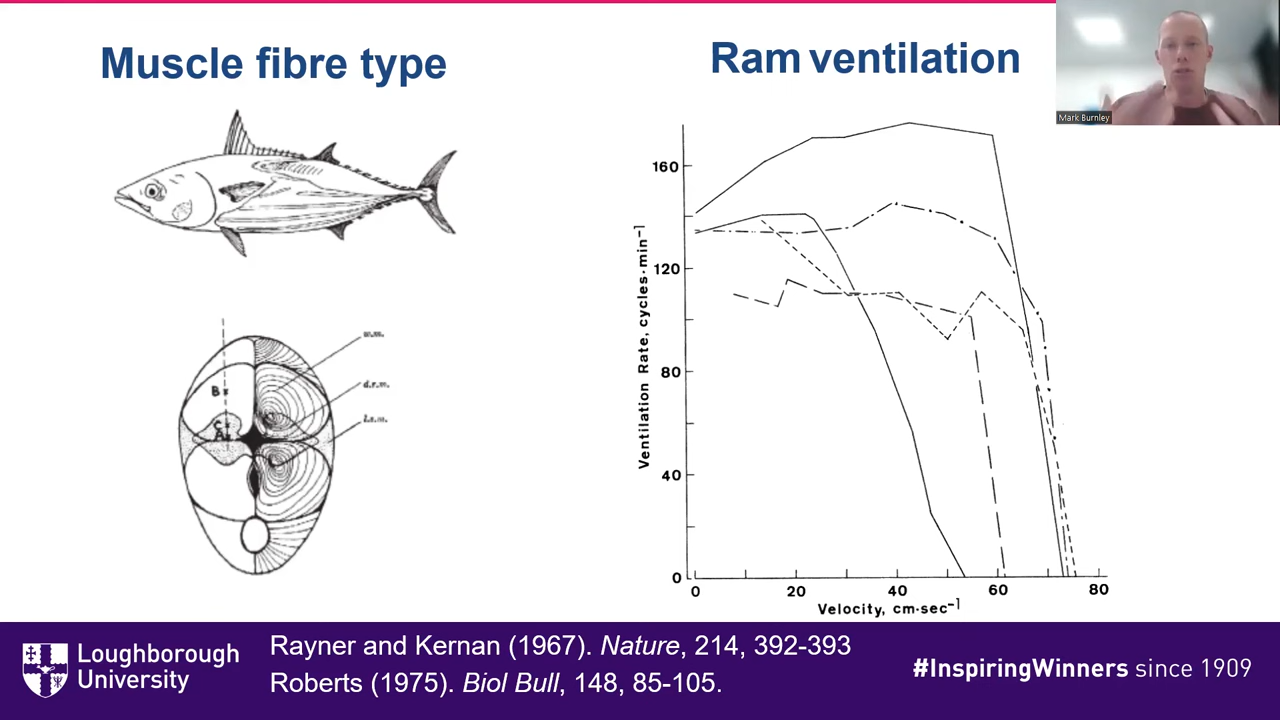 Muscle fibre type
Ram ventilation
Mark Burnley
B
C
A
d.r.m.
160
120
80
40
0
Ventilation Rate, cycles·min⁻¹
0 20 40 60 80
Velocity, cm·sec⁻¹
Loughborough
University
Rayner and Kernan (1967). Nature, 214, 392-393
Roberts (1975). Biol Bull, 148, 85-105.
#InspiringWinners since 1909